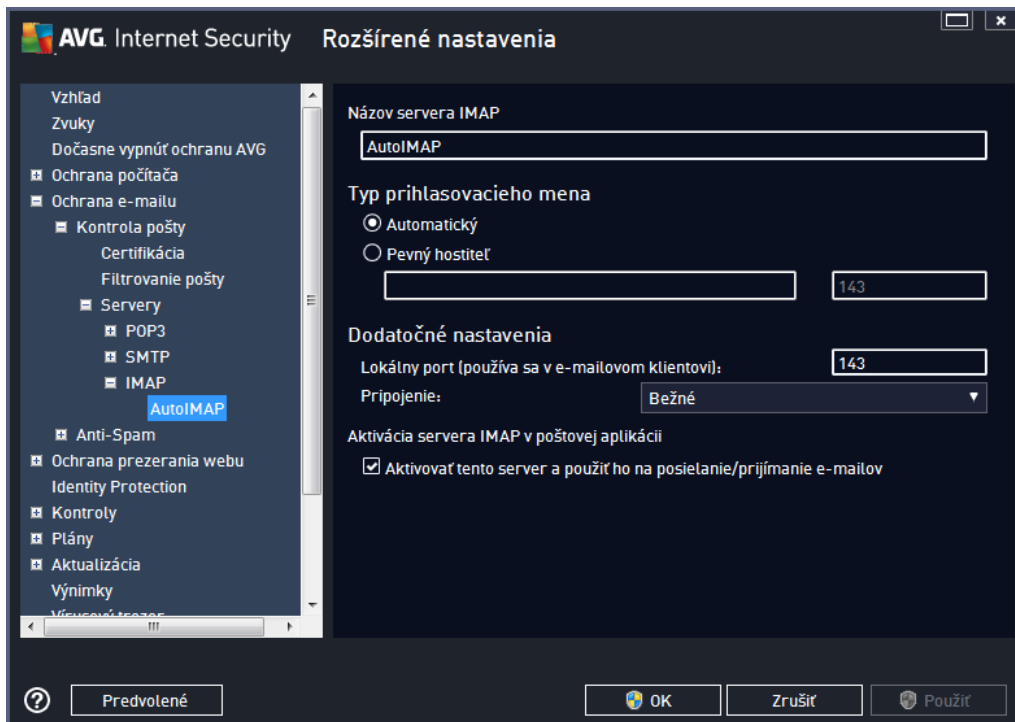 AVG. Internet Security
Rozšírené nastavenia
Vzhľad
Zvuky
Dočasne vypnúť ochranu AVG
Ochrana počítača
Ochrana e-mailu
Kontrola pošty
Certifikácia
Filtrovanie pošty
Servery
POP3
SMTP
IMAP
AutoIMAP
Anti-Spam
Ochrana prezerania webu
Identity Protection
Kontroly
Plány
Aktualizácia
Výnimky
Vírusový trezor
Názov servera IMAP
AutoIMAP
Typ prihlasovacieho mena
Automatický
Pevný hostiteľ
143
Dodatočné nastavenia
Lokálny port (používa sa v e-mailovom klientovi): 143
Pripojenie: Bežné
Aktivácia servera IMAP v poštovej aplikácii
Aktivovať tento server a použiť ho na posielanie/prijímanie e-mailov
Predvolené
OK
Zrušiť
Použiť